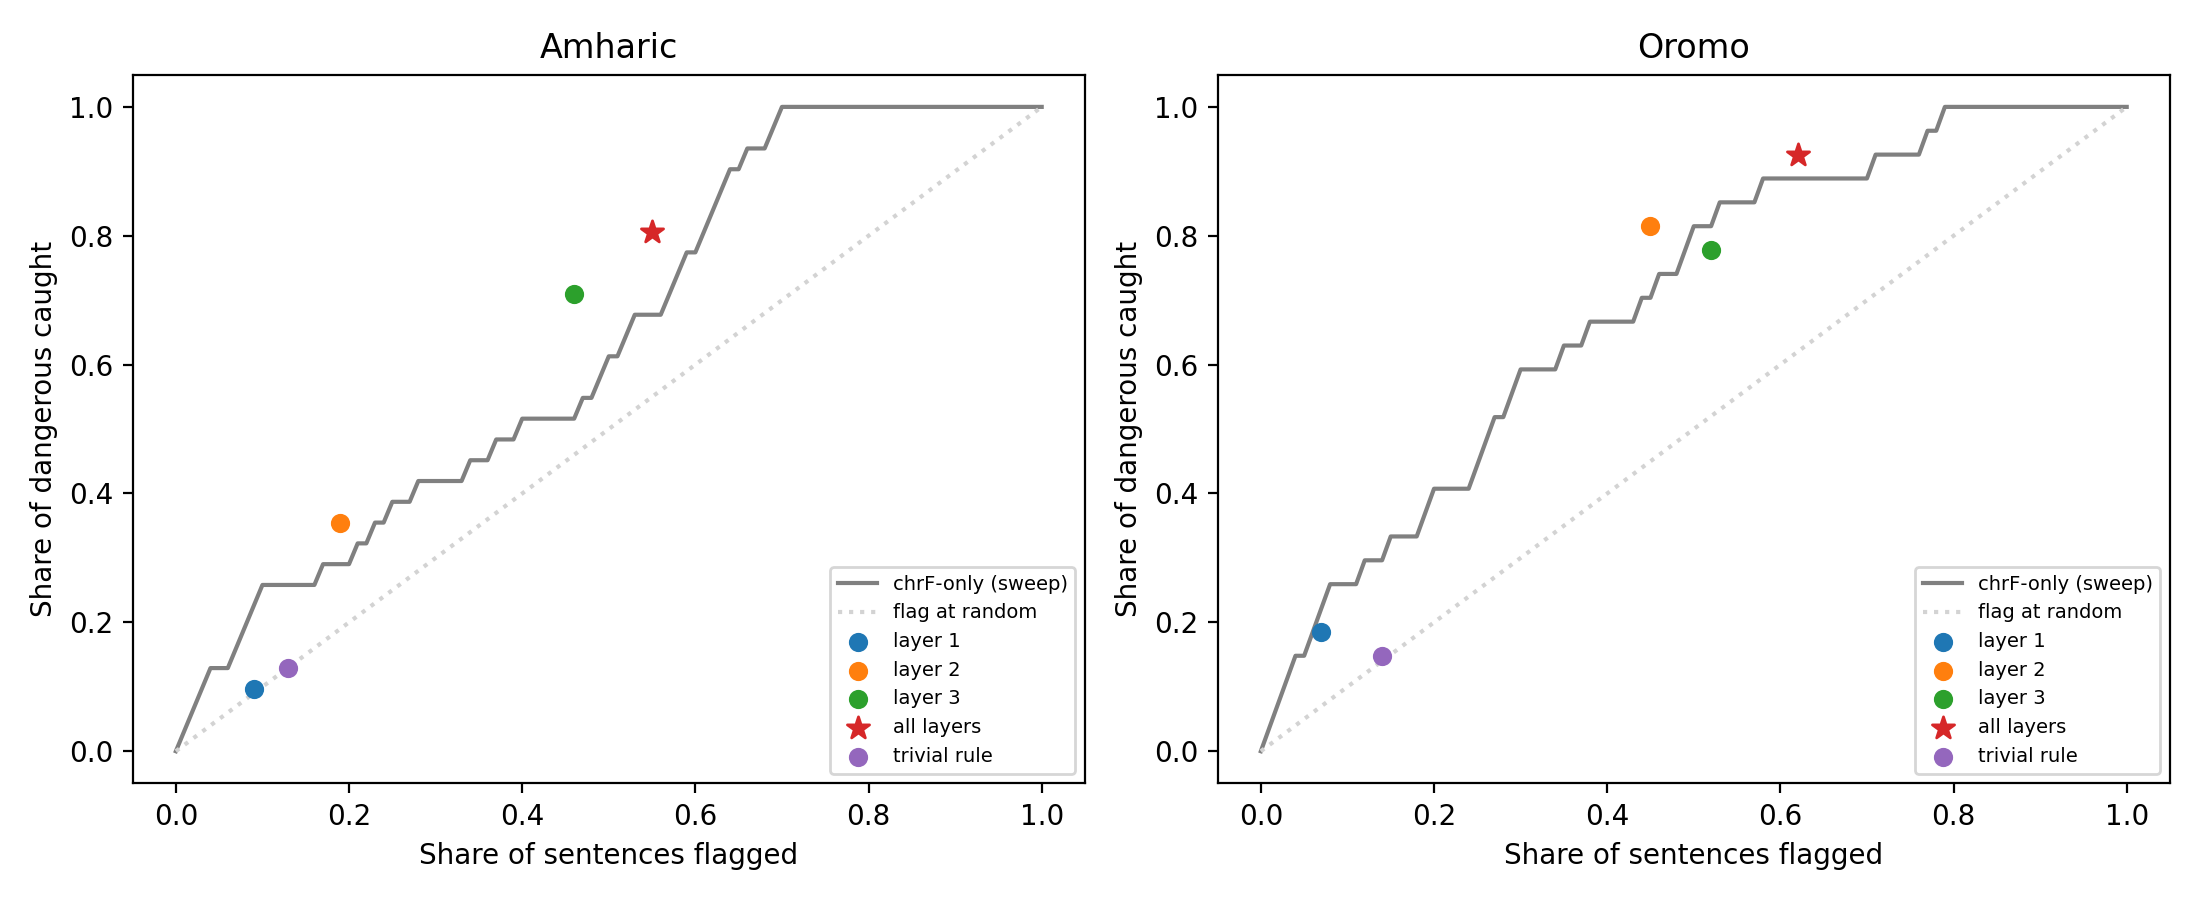 Amharic
Share of dangerous caught
1.0
0.8
0.6
0.4
0.2
0.0
0.0 0.2 0.4 0.6 0.8 1.0
Share of sentences flagged
chrF-only (sweep)
flag at random
layer 1
layer 2
layer 3
all layers
trivial rule
Oromo
Share of dangerous caught
1.0
0.8
0.6
0.4
0.2
0.0
0.0 0.2 0.4 0.6 0.8 1.0
Share of sentences flagged
chrF-only (sweep)
flag at random
layer 1
layer 2
layer 3
all layers
trivial rule